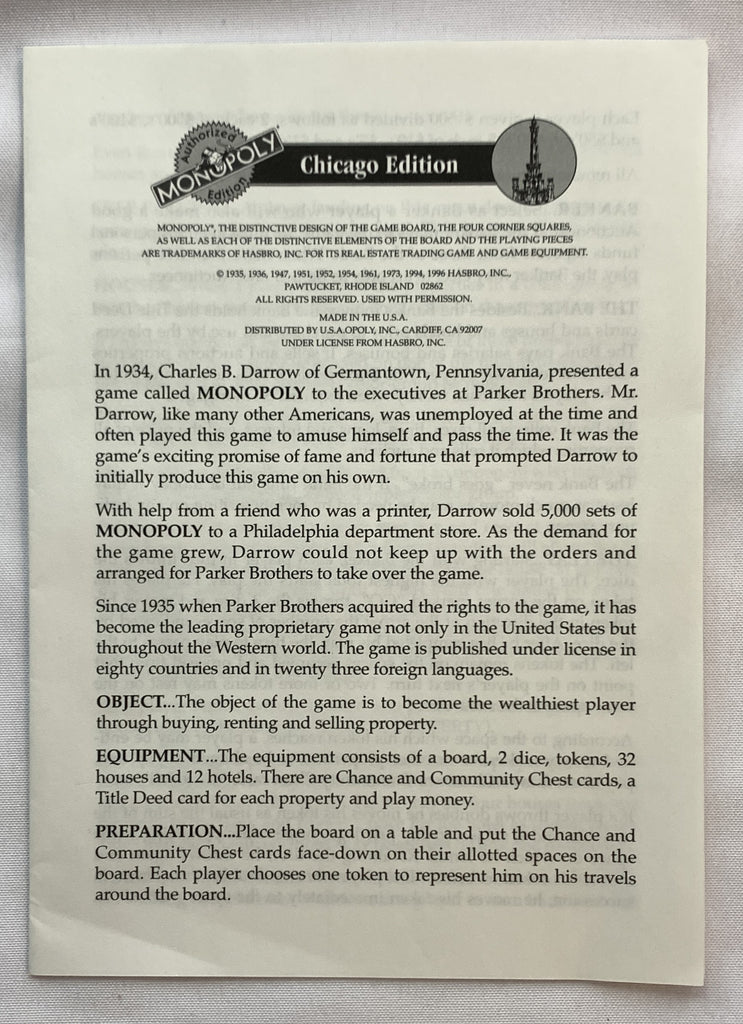 Authorized
MONOPOLY
Edition
Chicago Edition
MONOPOLY®, THE DISTINCTIVE DESIGN OF THE GAME BOARD, THE FOUR CORNER SQUARES,
AS WELL AS EACH OF THE DISTINCTIVE ELEMENTS OF THE BOARD AND THE PLAYING PIECES
ARE TRADEMARKS OF HASBRO, INC. FOR ITS REAL ESTATE TRADING GAME AND GAME EQUIPMENT.
© 1935, 1936, 1947, 1951, 1952, 1954, 1961, 1973, 1994, 1996 HASBRO, INC.,
PAWTUCKET, RHODE ISLAND 02862
ALL RIGHTS RESERVED. USED WITH PERMISSION.
MADE IN THE U.S.A.
DISTRIBUTED BY U.S.A.OPOLY, INC., CARDIFF, CA 92007
UNDER LICENSE FROM HASBRO, INC.
In 1934, Charles B. Darrow of Germantown, Pennsylvania, presented a
game called MONOPOLY to the executives at Parker Brothers. Mr.
Darrow, like many other Americans, was unemployed at the time and
often played this game to amuse himself and pass the time. It was the
game's exciting promise of fame and fortune that prompted Darrow to
initially produce this game on his own.
With help from a friend who was a printer, Darrow sold 5,000 sets of
MONOPOLY to a Philadelphia department store. As the demand for
the game grew, Darrow could not keep up with the orders and
arranged for Parker Brothers to take over the game.
Since 1935 when Parker Brothers acquired the rights to the game, it has
become the leading proprietary game not only in the United States but
throughout the Western world. The game is published under license in
eighty countries and in twenty three foreign languages.
OBJECT...The object of the game is to become the wealthiest player
through buying, renting and selling property.
EQUIPMENT...The equipment consists of a board, 2 dice, tokens, 32
houses and 12 hotels. There are Chance and Community Chest cards, a
Title Deed card for each property and play money.
PREPARATION...Place the board on a table and put the Chance and
Community Chest cards face-down on their allotted spaces on the
board. Each player chooses one token to represent him on his travels
around the board.